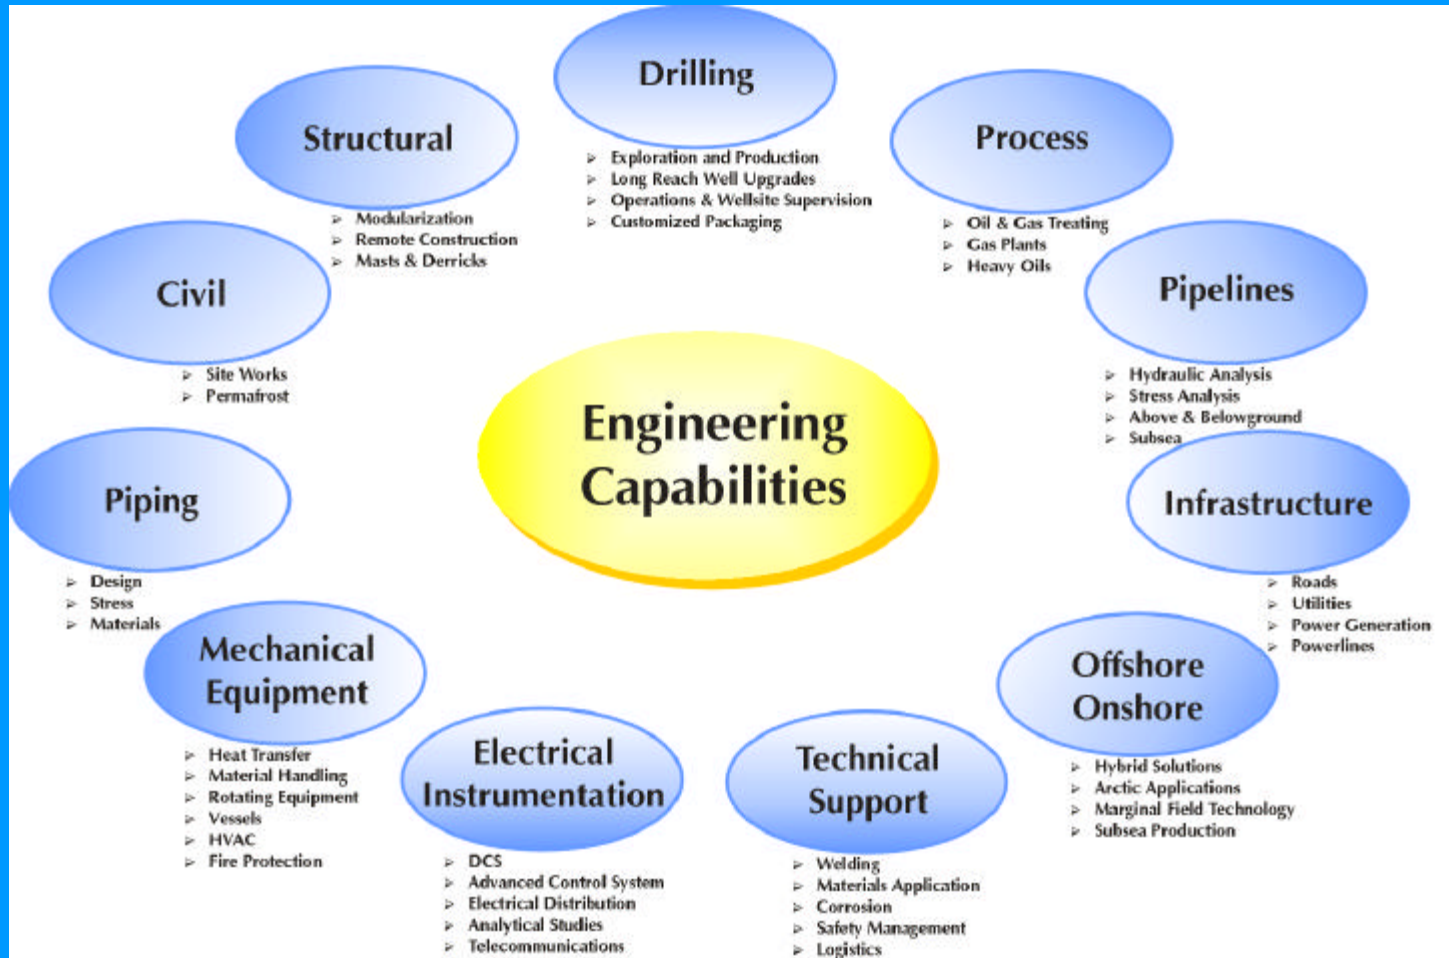 Drilling
➢ Exploration and Production
➢ Long Reach Well Upgrades
➢ Operations & Wellsite Supervision
➢ Customized Packaging
Process
➢ Oil & Gas Treating
➢ Gas Plants
➢ Heavy Oils
Pipelines
➢ Hydraulic Analysis
➢ Stress Analysis
➢ Above & Belowground
➢ Subsea
Infrastructure
➢ Roads
➢ Utilities
➢ Power Generation
➢ Powerlines
Offshore
Onshore
➢ Hybrid Solutions
➢ Arctic Applications
➢ Marginal Field Technology
➢ Subsea Production
Technical
Support
➢ Welding
➢ Materials Application
➢ Corrosion
➢ Safety Management
➢ Logistics
Electrical
Instrumentation
➢ DCS
➢ Advanced Control System
➢ Electrical Distribution
➢ Analytical Studies
➢ Telecommunications
Mechanical
Equipment
➢ Heat Transfer
➢ Material Handling
➢ Rotating Equipment
➢ Vessels
➢ HVAC
➢ Fire Protection
Piping
➢ Design
➢ Stress
➢ Materials
Civil
➢ Site Works
➢ Permafrost
Structural
➢ Modularization
➢ Remote Construction
➢ Masts & Derricks
Engineering
Capabilities